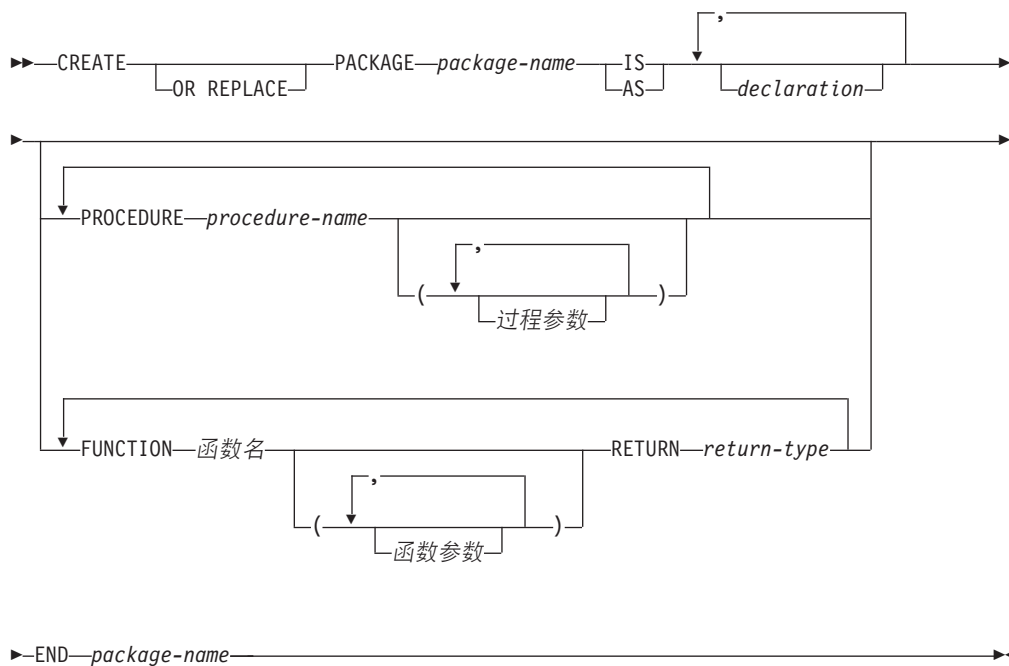 ,
CREATE PACKAGE package-name IS
OR REPLACE AS declaration
PROCEDURE procedure-name
,
( )
过程参数
FUNCTION 函数名 RETURN return-type
,
( )
函数参数
END package-name